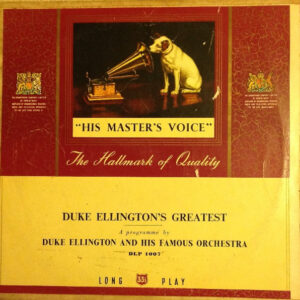 "HIS MASTER'S VOICE"
The Hallmark of Quality
DUKE ELLINGTON'S GREATEST
A programme by
DUKE ELLINGTON AND HIS FAMOUS ORCHESTRA
DLP 1007
LONG 33⅓ PLAY